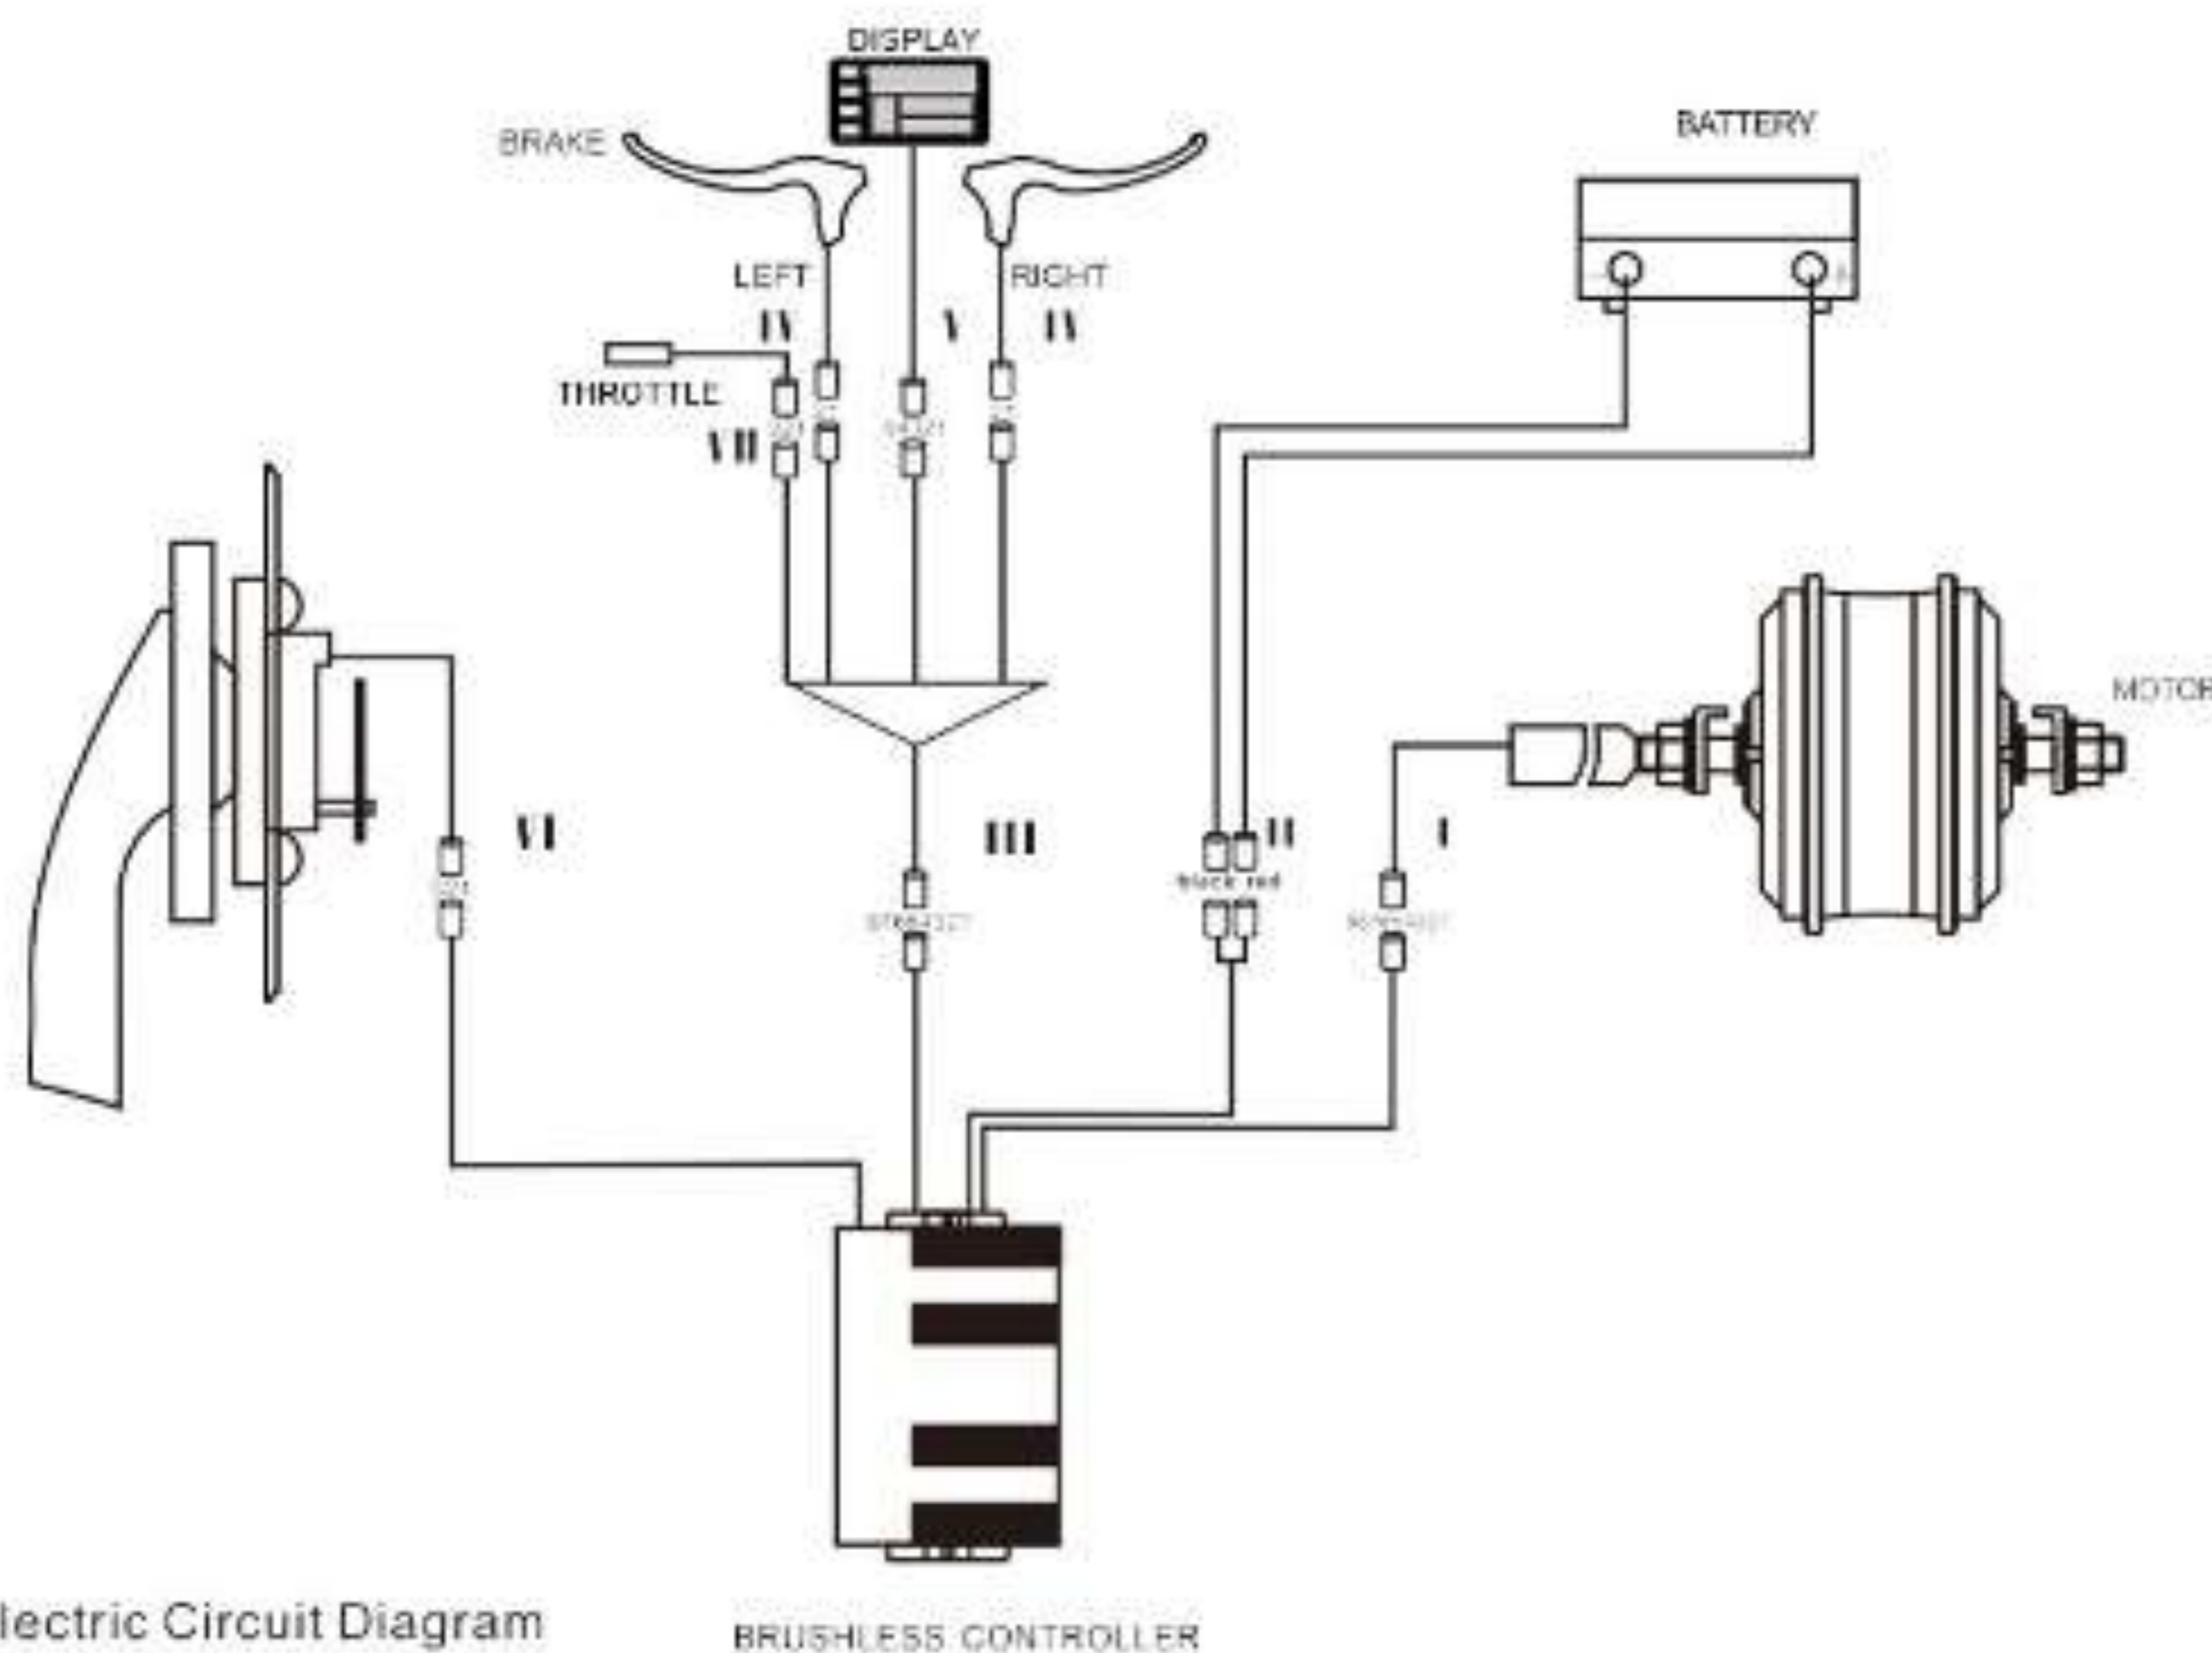 DISPLAY
BRAKE
BATTERY
LEFT
RIGHT
IV
V
IV
THROTTLE
VII
MOTOR
VI
III
II
I
black red
lectric Circuit Diagram
BRUSHLESS CONTROLLER